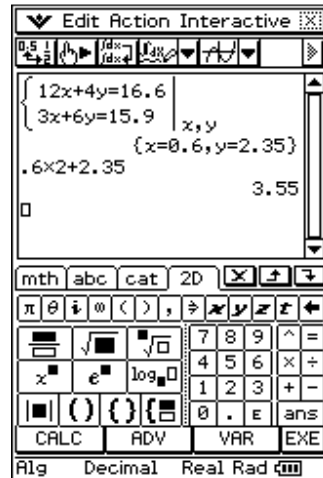 Edit Action Interactive
12x+4y=16.6
3x+6y=15.9 x,y
{x=0.6,y=2.35}
.6×2+2.35
3.55
mth abc cat 2D
π θ i ∞ ( ) , ⇒ x y z t ←
√■ ■√□ 7 8 9 ^ =
x■ e■ log■□ 4 5 6 × ÷
1 2 3 + -
|■| ( ) { } 0 . E ans
CALC ADV VAR EXE
Alg Decimal Real Rad